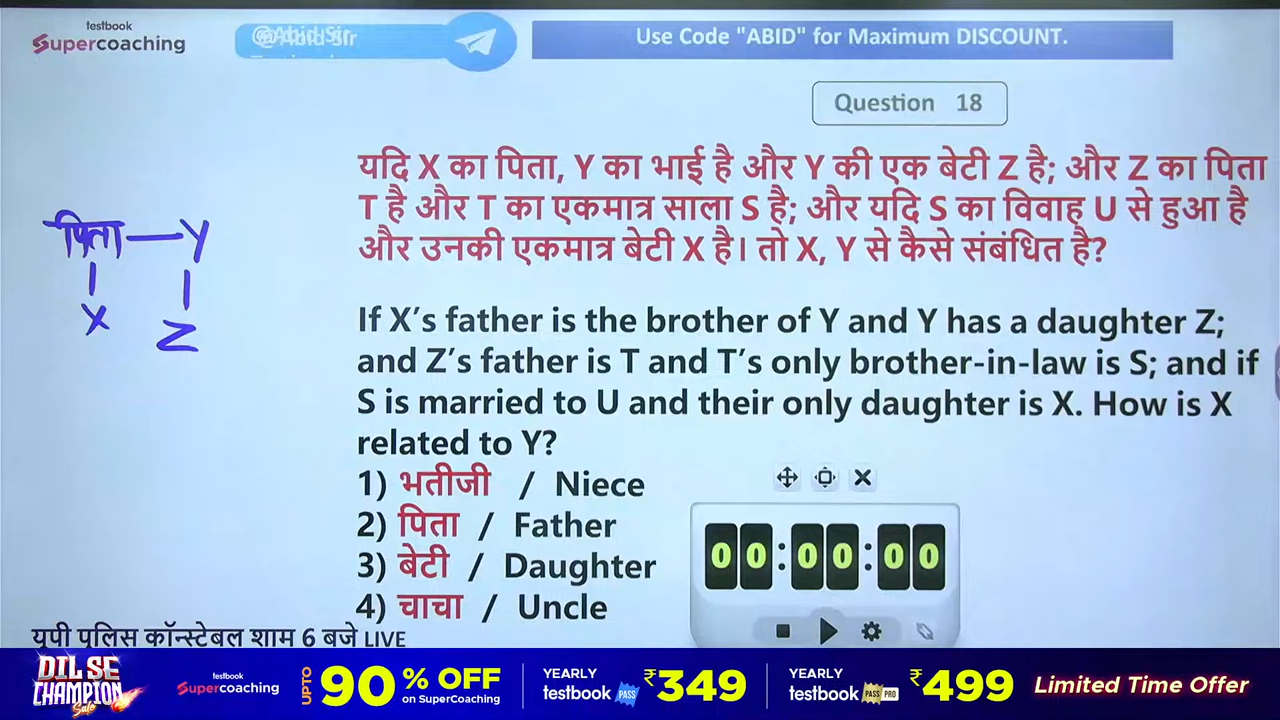 testbook
Supercoaching
@Abid Sir
Use Code "ABID" for Maximum DISCOUNT.
Question 18
यदि X का पिता, Y का भाई है और Y की एक बेटी Z है; और Z का पिता
T है और T का एकमात्र साला S है; और यदि S का विवाह U से हुआ है
और उनकी एकमात्र बेटी X है। तो X, Y से कैसे संबंधित है?
पिता — Y
X Z
If X’s father is the brother of Y and Y has a daughter Z;
and Z’s father is T and T’s only brother-in-law is S; and if
S is married to U and their only daughter is X. How is X
related to Y?
1) भतीजी / Niece
2) पिता / Father
3) बेटी / Daughter
4) चाचा / Uncle
00:00:00
यूपी पुलिस कॉन्स्टेबल शाम 6 बजे LIVE
DIL SE CHAMPION Sale
testbook Supercoaching
UPTO 90% OFF on SuperCoaching
YEARLY testbook PASS ₹349
YEARLY testbook PASS PRO ₹499
Limited Time Offer